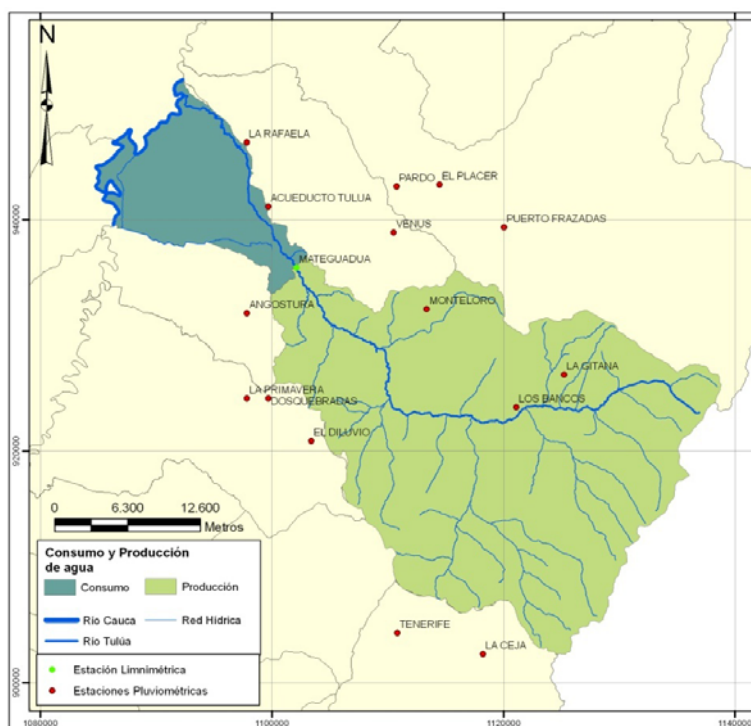 N
LA RAFAELA
PARDO
EL PLACER
ACUEDUCTO TULUA
PUERTO FRAZADAS
VENUS
MATEGUADUA
ANGOSTURA
MONTELORO
LA GITANA
LA PRIMAVERA
DOSQUEBRADAS
LOS BANCOS
EL DILUVIO
TENERIFE
LA CEJA
940000
920000
900000
0 6.300 12.600
Metros
Consumo y Producción
de agua
Consumo Producción
Río Cauca Red Hídrica
Río Tulúa
Estación Limnimétrica
Estaciones Pluviométricas
1080000 1100000 1120000 1140000